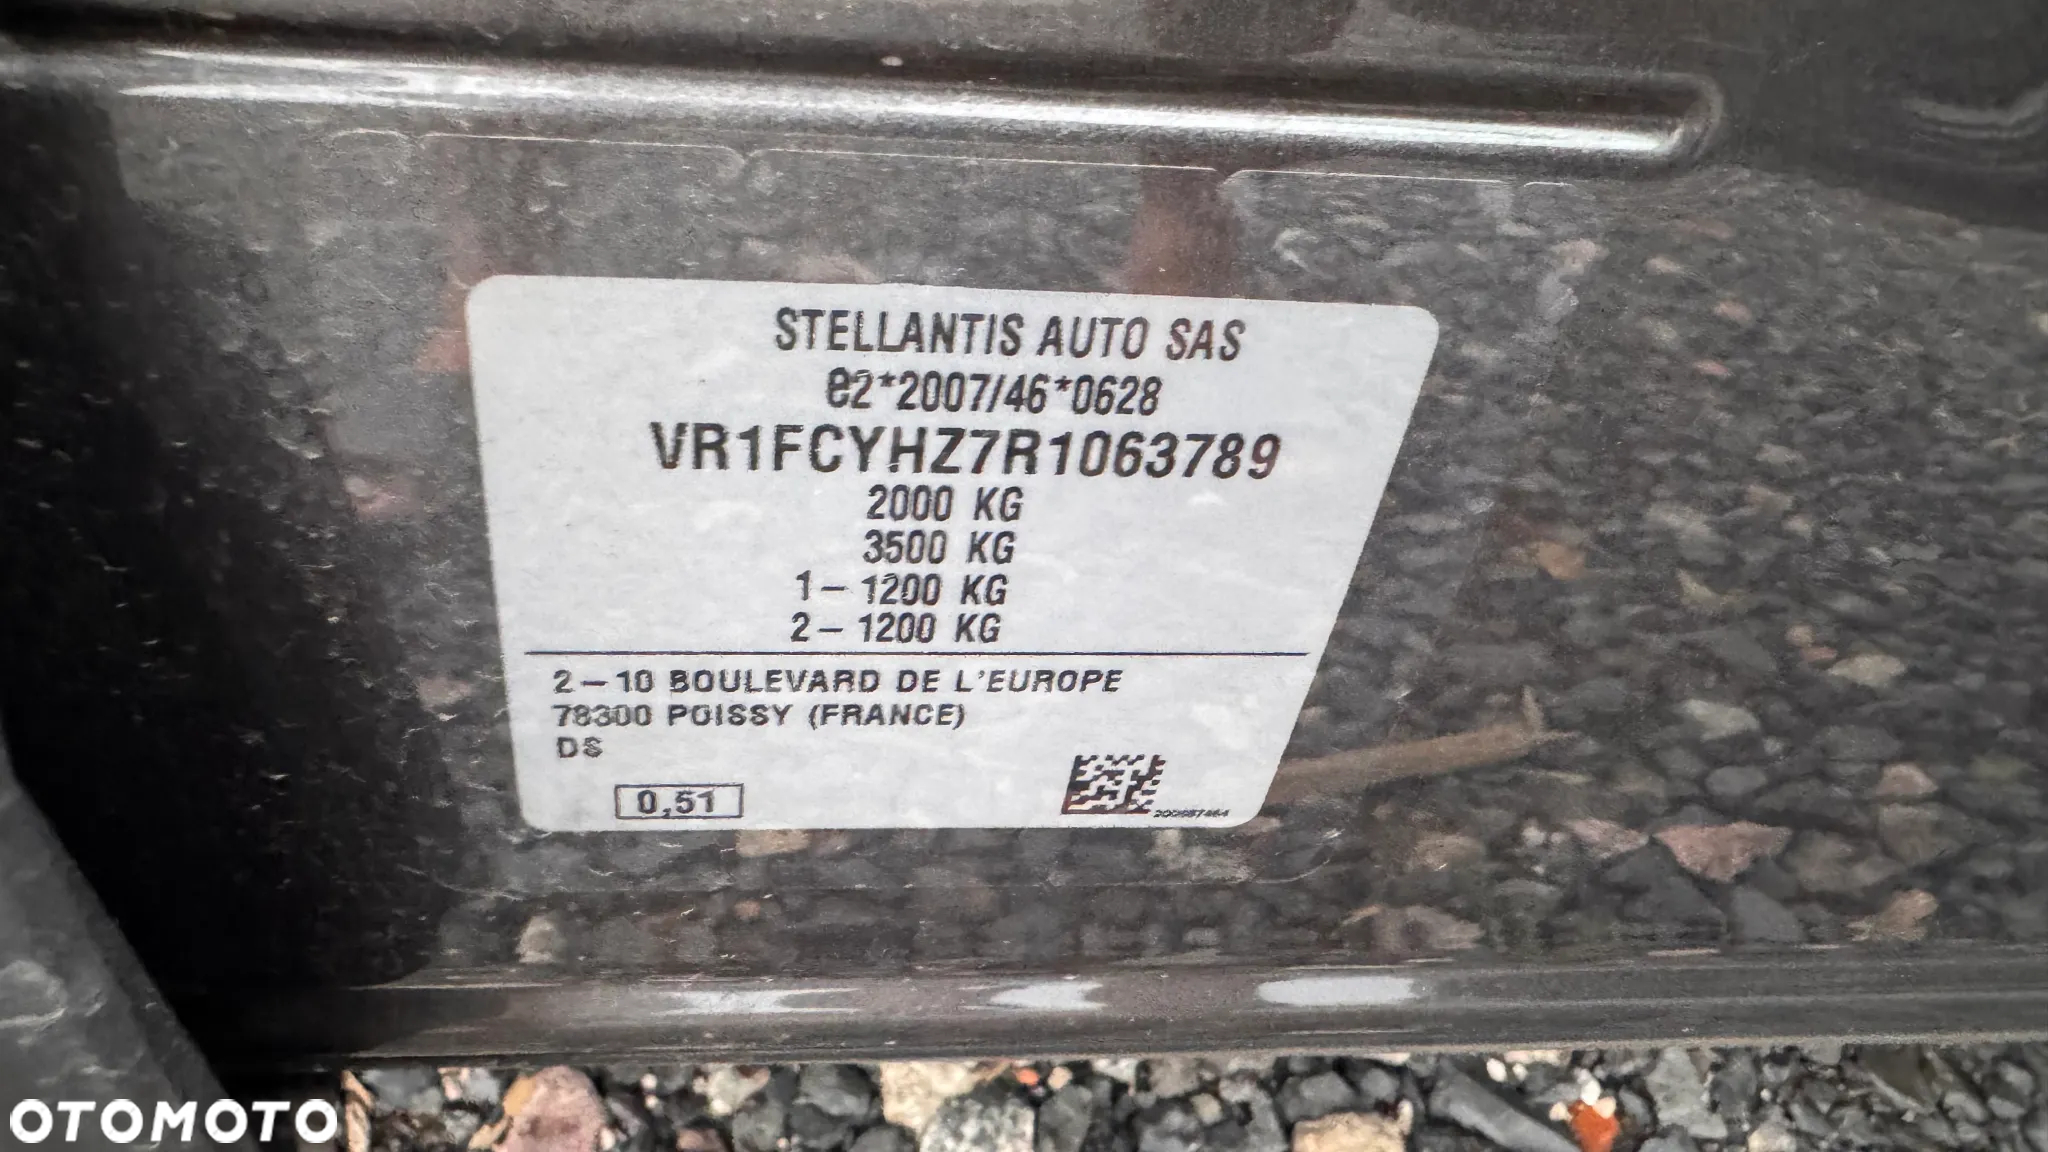 STELLANTIS AUTO SAS
e2*2007/46*0628
VR1FCYHZ7R1063789
2000 KG
3500 KG
1 – 1200 KG
2 – 1200 KG
2 – 10 BOULEVARD DE L'EUROPE
78300 POISSY (FRANCE)
DS
0,51
OTOMOTO